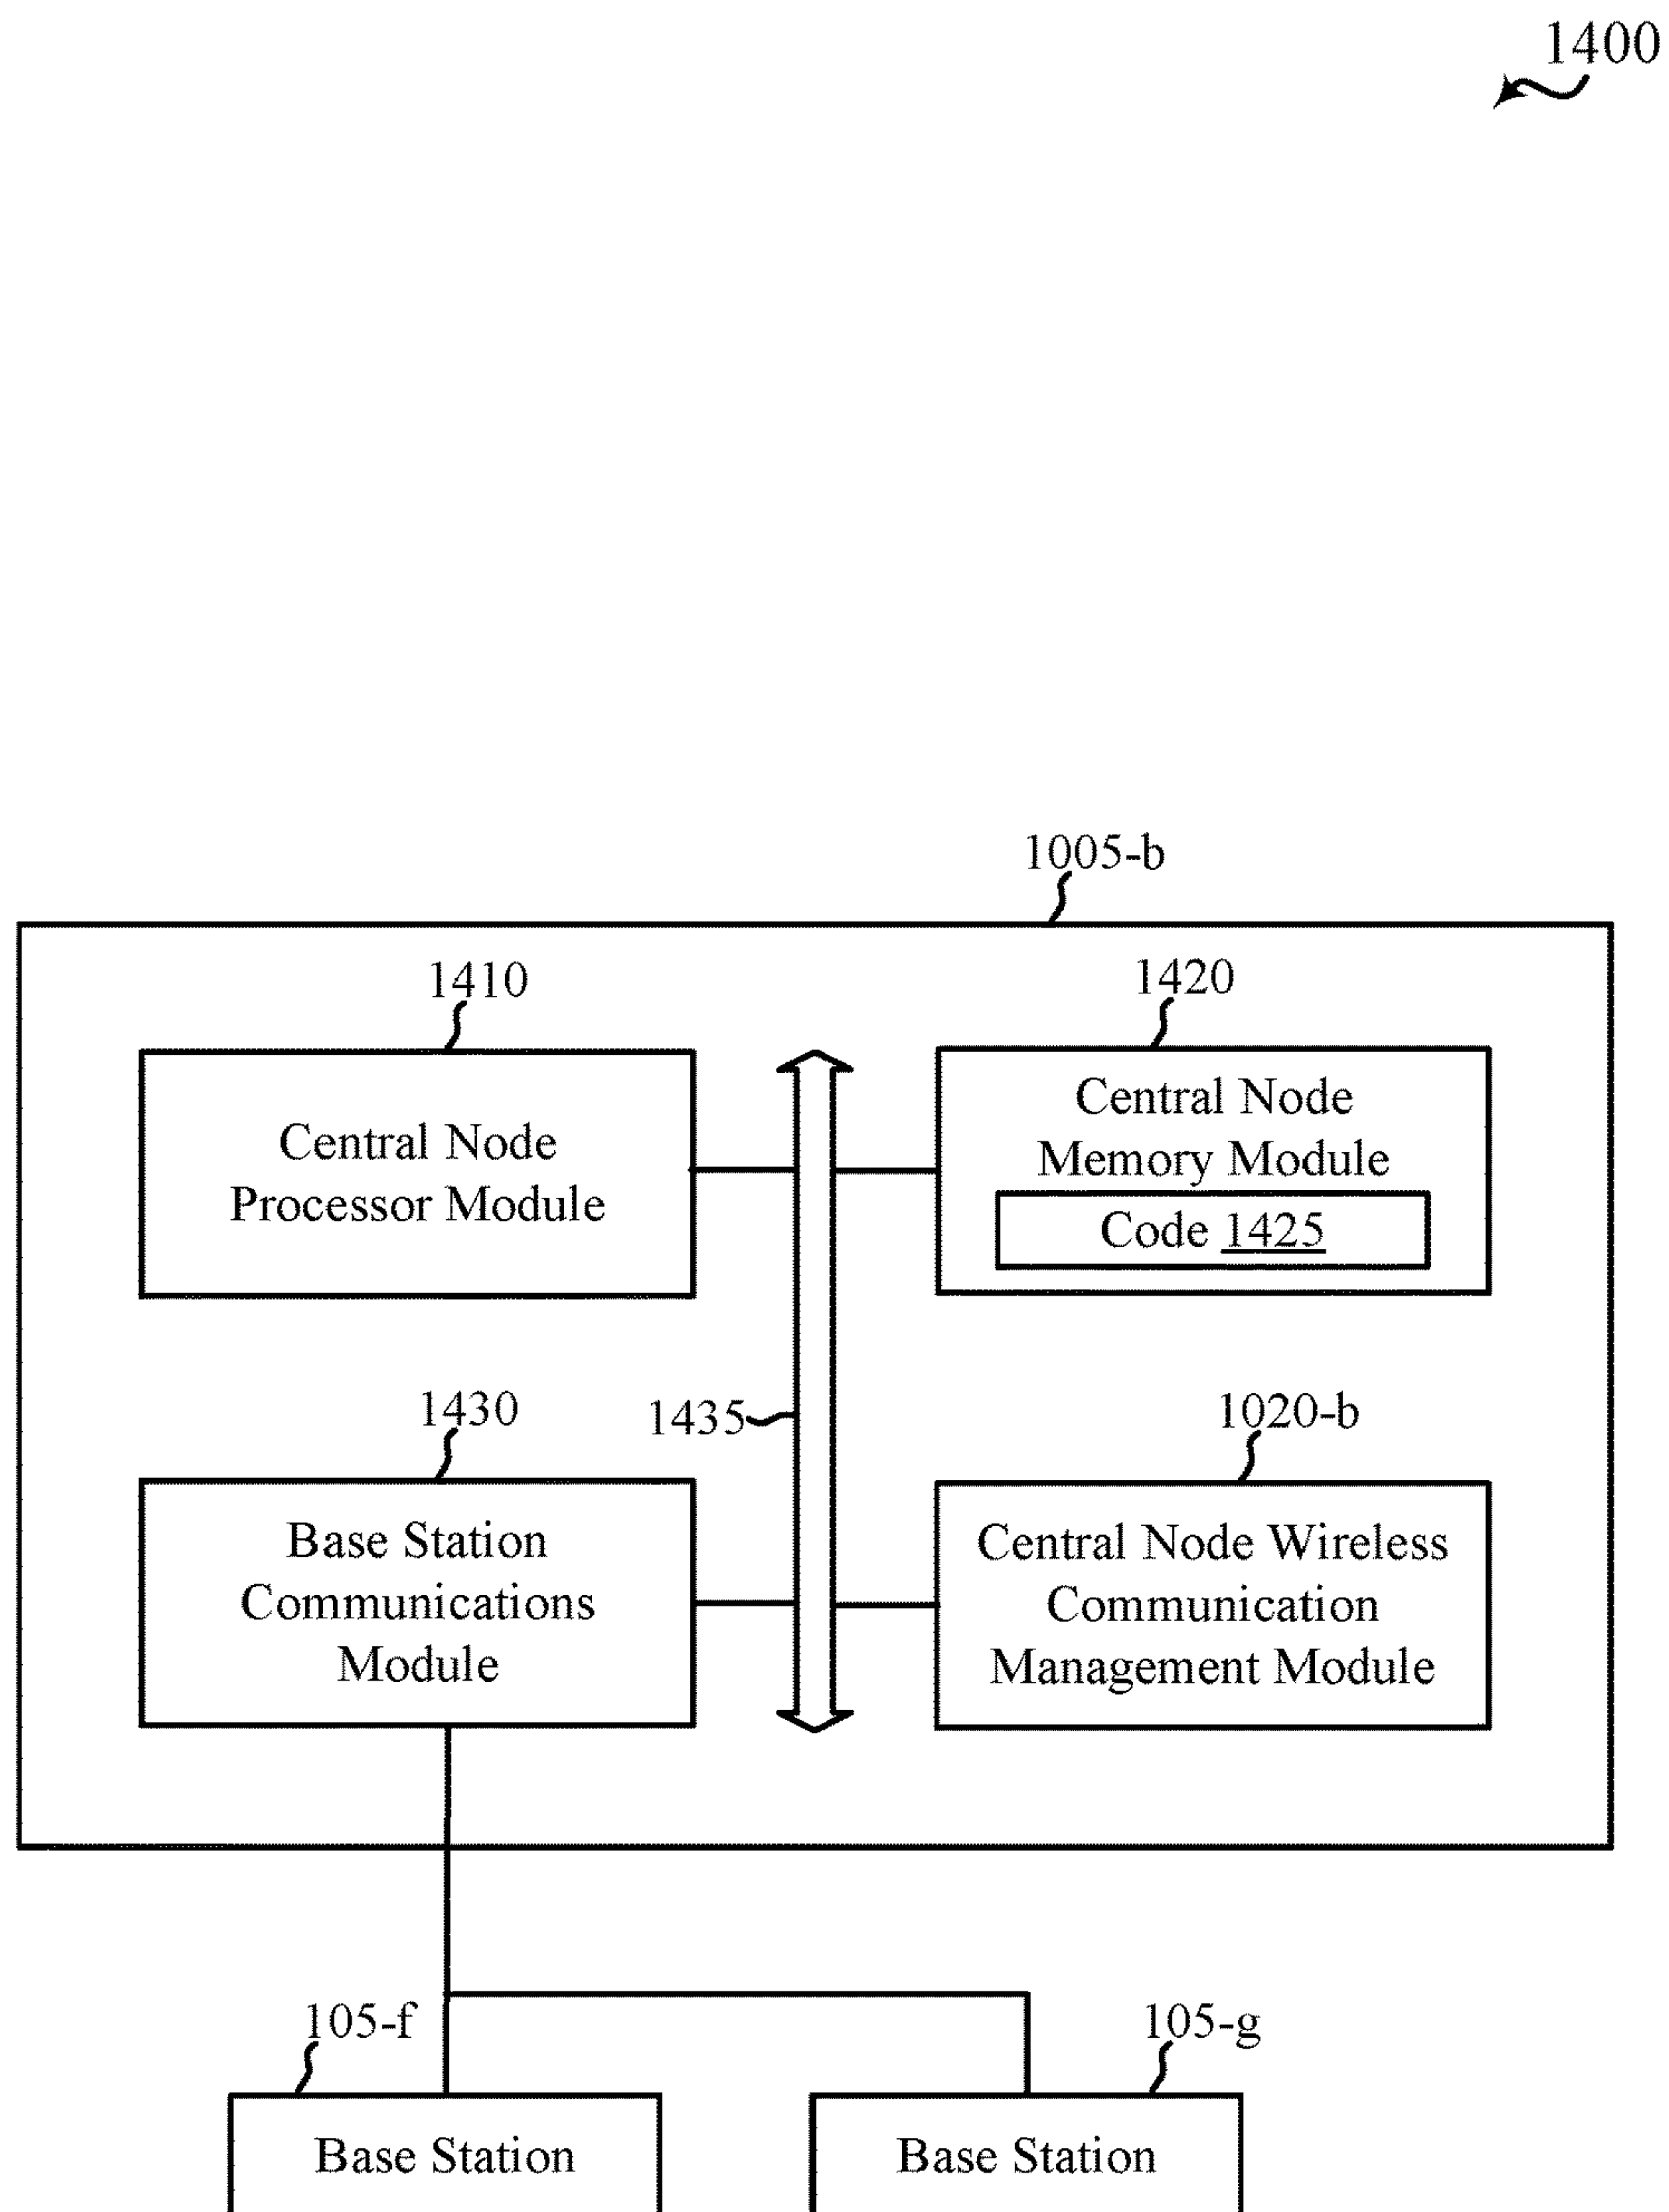 1400
1005-b
1410
1420
Central Node
Processor Module
Central Node
Memory Module
Code 1425
1430
1435
1020-b
Base Station
Communications
Module
Central Node Wireless
Communication
Management Module
105-f
105-g
Base Station
Base Station